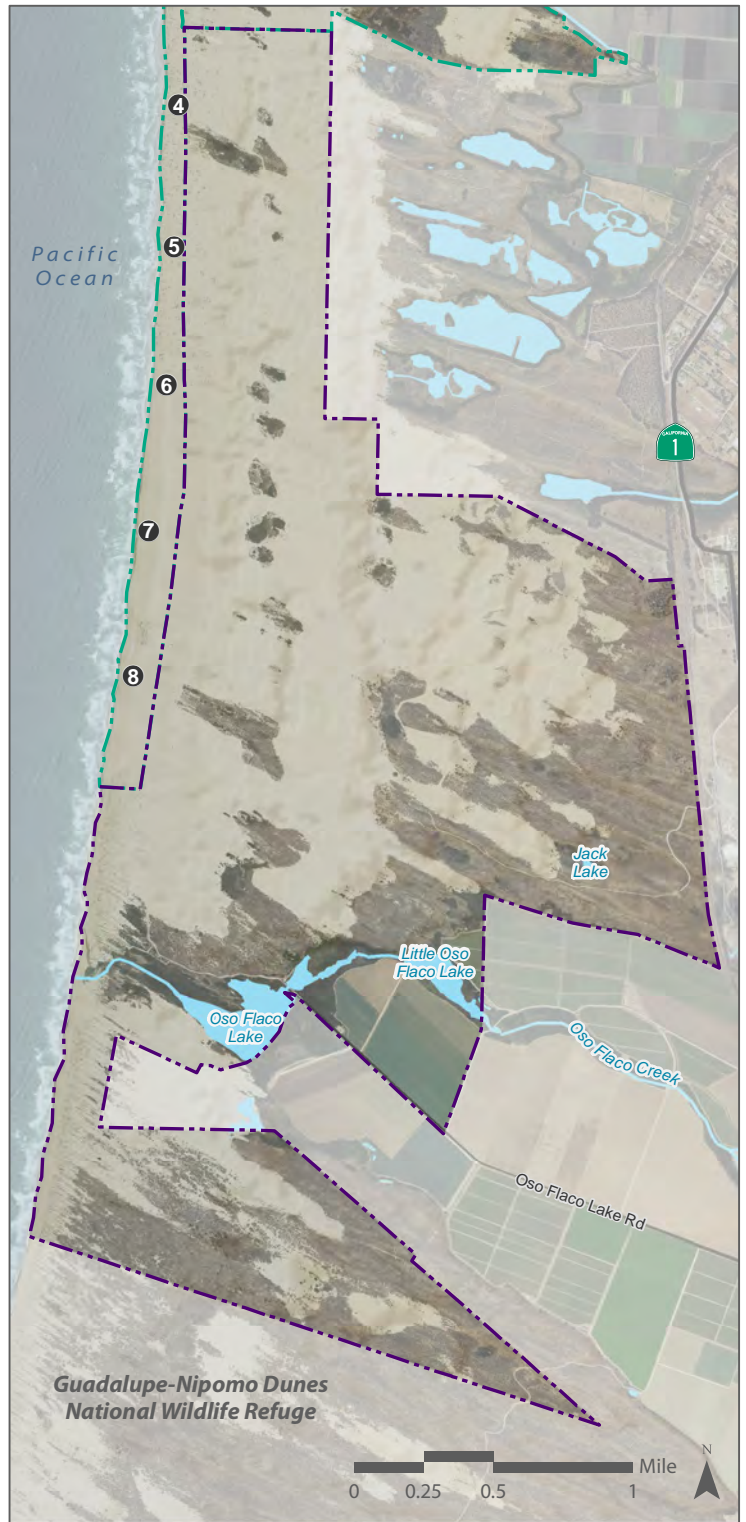 4
Pacific
Ocean
5
6
CALIFORNIA
1
7
8
Jack
Lake
Little Oso
Flaco Lake
Oso Flaco
Lake
Oso Flaco Creek
Oso Flaco Lake Rd
Guadalupe-Nipomo Dunes
National Wildlife Refuge
N
Mile
0 0.25 0.5 1